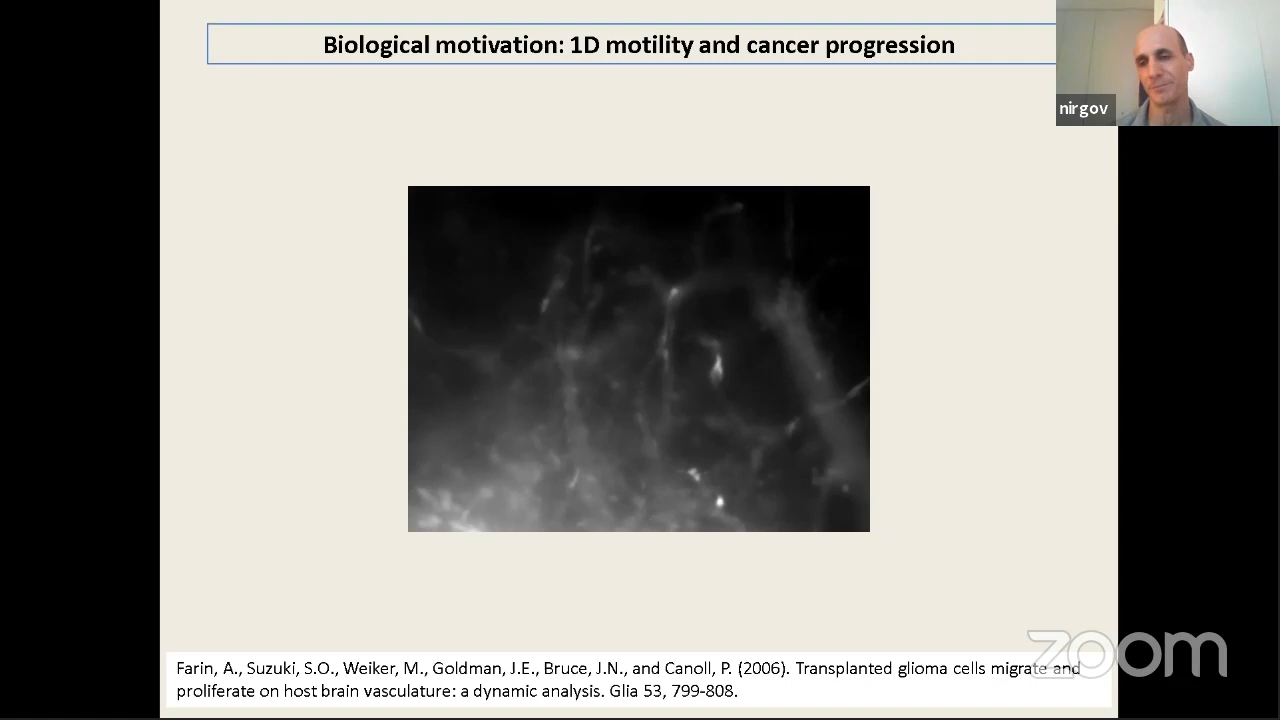 Biological motivation: 1D motility and cancer progression
nirgov
Farin, A., Suzuki, S.O., Weiker, M., Goldman, J.E., Bruce, J.N., and Canoll, P. (2006). Transplanted glioma cells migrate and
proliferate on host brain vasculature: a dynamic analysis. Glia 53, 799-808.
zoom